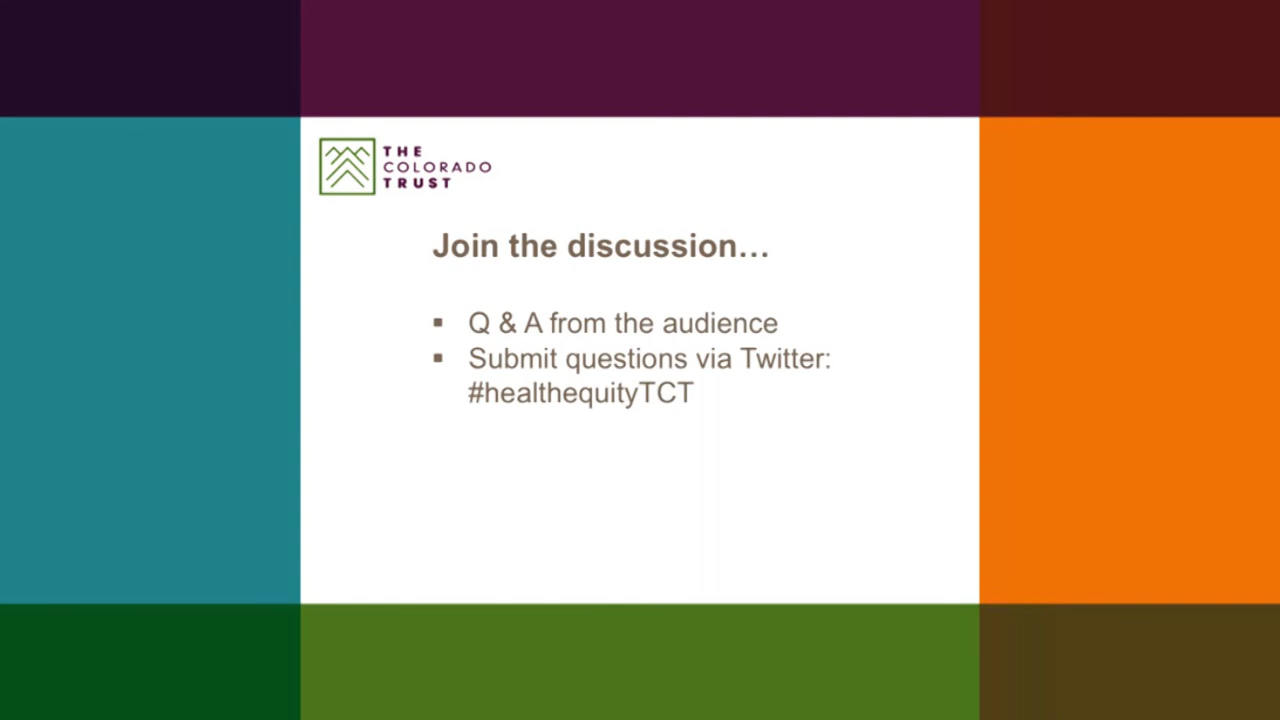 THE
COLORADO
TRUST
Join the discussion…
▪ Q & A from the audience
▪ Submit questions via Twitter:
#healthequityTCT